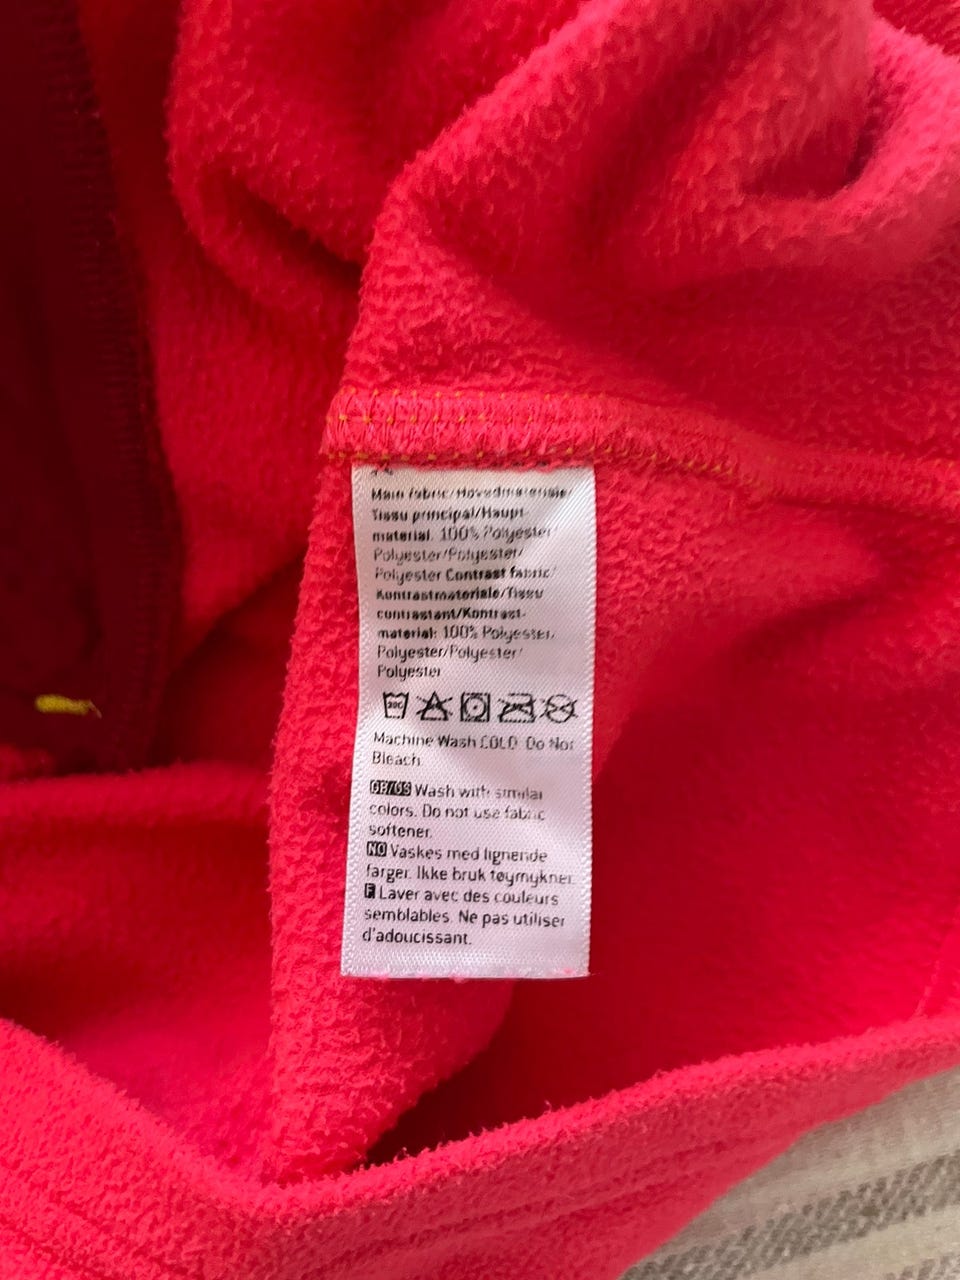 Main fabric/Hovedmateriale/
Tissu principal/Haupt-
material: 100% Polyester/
Polyester/Polyester/
Polyester Contrast fabric/
Kontrastmateriale/Tissu
contrastant/Kontrast-
material: 100% Polyester/
Polyester/Polyester/
Polyester
30C
Machine Wash COLD Do Not
Bleach
GB/US Wash with similar
colors. Do not use fabric
softener.
NO Vaskes med lignende
farger. Ikke bruk tøymykner.
F Laver avec des couleurs
semblables. Ne pas utiliser
d'adoucissant.